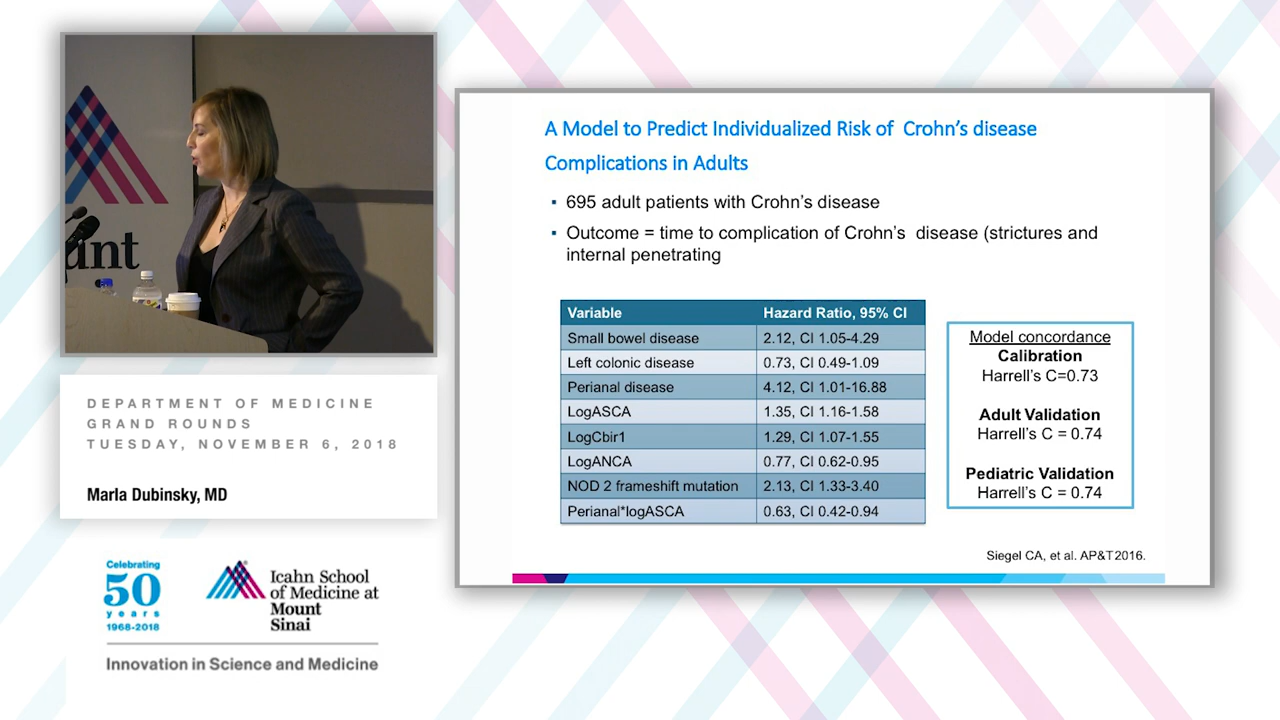 unt
DEPARTMENT OF MEDICINE
GRAND ROUNDS
TUESDAY, NOVEMBER 6, 2018
Marla Dubinsky, MD
Celebrating
50
years
1968-2018
Icahn School
of Medicine at
Mount
Sinai
Innovation in Science and Medicine
A Model to Predict Individualized Risk of Crohn's disease
Complications in Adults
▪ 695 adult patients with Crohn's disease
▪ Outcome = time to complication of Crohn's disease (strictures and
internal penetrating
Variable Hazard Ratio, 95% CI
Small bowel disease 2.12, CI 1.05-4.29
Left colonic disease 0.73, CI 0.49-1.09
Perianal disease 4.12, CI 1.01-16.88
LogASCA 1.35, CI 1.16-1.58
LogCbir1 1.29, CI 1.07-1.55
LogANCA 0.77, CI 0.62-0.95
NOD 2 frameshift mutation 2.13, CI 1.33-3.40
Perianal*logASCA 0.63, CI 0.42-0.94
Model concordance
Calibration
Harrell's C=0.73
Adult Validation
Harrell's C = 0.74
Pediatric Validation
Harrell's C = 0.74
Siegel CA, et al. AP&T2016.